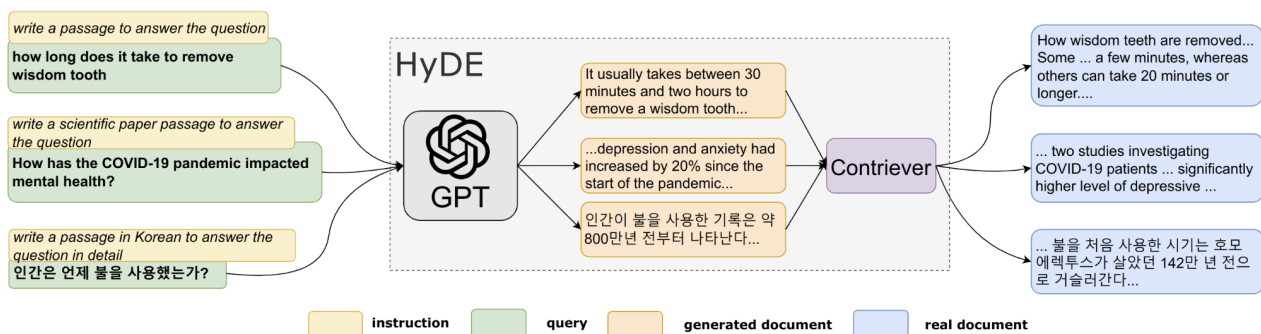 write a passage to answer the question
how long does it take to remove
wisdom tooth
write a scientific paper passage to answer
the question
How has the COVID-19 pandemic impacted
mental health?
write a passage in Korean to answer the
question in detail
인간은 언제 불을 사용했는가?
HyDE
GPT
It usually takes between 30
minutes and two hours to
remove a wisdom tooth...
...depression and anxiety had
increased by 20% since the
start of the pandemic...
인간이 불을 사용한 기록은 약
800만년 전부터 나타난다...
Contriever
How wisdom teeth are removed...
Some ... a few minutes, whereas
others can take 20 minutes or
longer....
... two studies investigating
COVID-19 patients ... significantly
higher level of depressive ...
... 불을 처음 사용한 시기는 호모
에렉투스가 살았던 142만 년 전으
로 거슬러간다...
instruction
query
generated document
real document